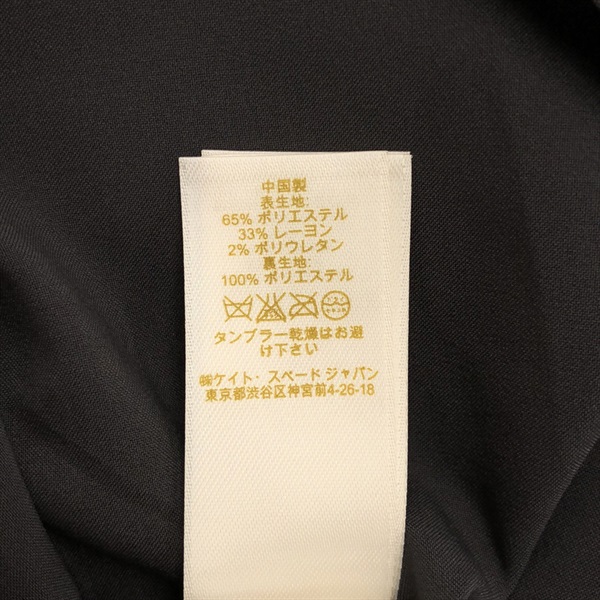 中国製
表生地:
65% ポリエステル
33% レーヨン
2% ポリウレタン
裏生地:
100% ポリエステル
タンブラー乾燥はお避
け下さい
㈱ケイト・スペードジャパン
東京都渋谷区神宮前4-26-18